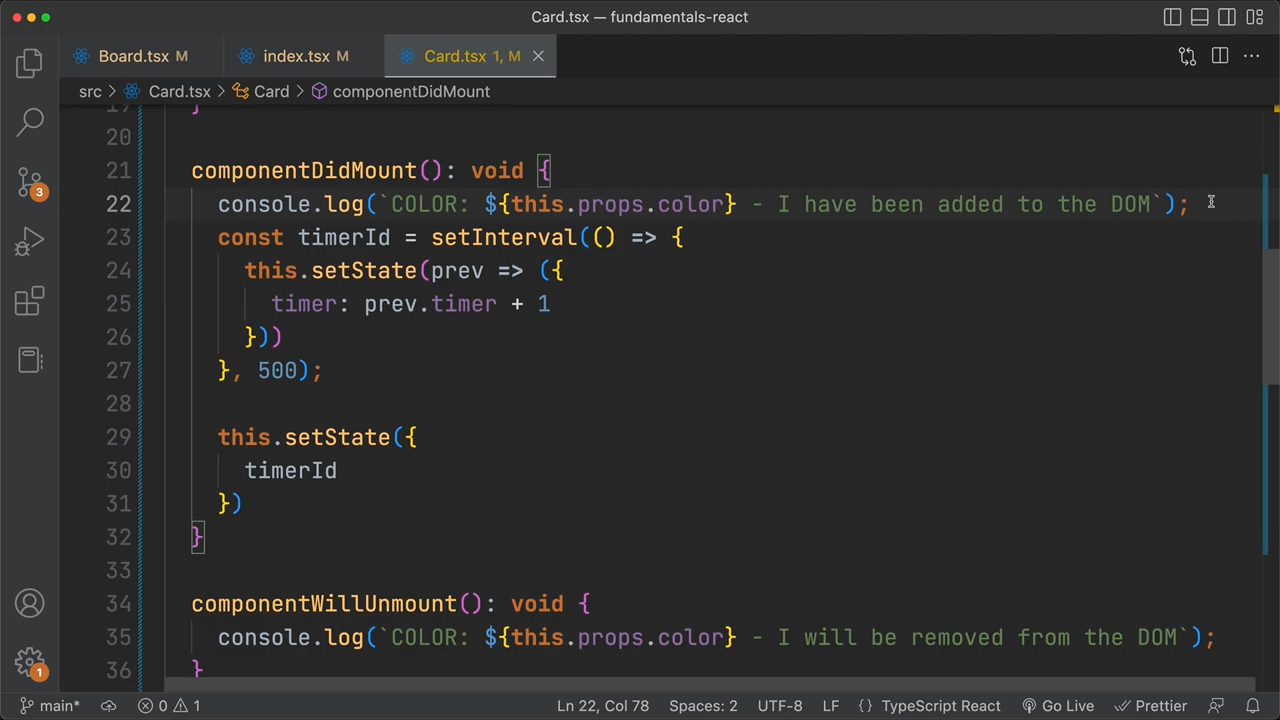 Card.tsx — fundamentals-react
Board.tsx M
index.tsx M
Card.tsx 1, M
src > Card.tsx > Card > componentDidMount
19 }
20
21 componentDidMount(): void {
22 console.log(`COLOR: ${this.props.color} - I have been added to the DOM`);
23 const timerId = setInterval(() => {
24 this.setState(prev => ({
25 timer: prev.timer + 1
26 }))
27 }, 500);
28
29 this.setState({
30 timerId
31 })
32 }
33
34 componentWillUnmount(): void {
35 console.log(`COLOR: ${this.props.color} - I will be removed from the DOM`);
36 }
3
1
main* 0 1 Ln 22, Col 78 Spaces: 2 UTF-8 LF {} TypeScript React Go Live Prettier